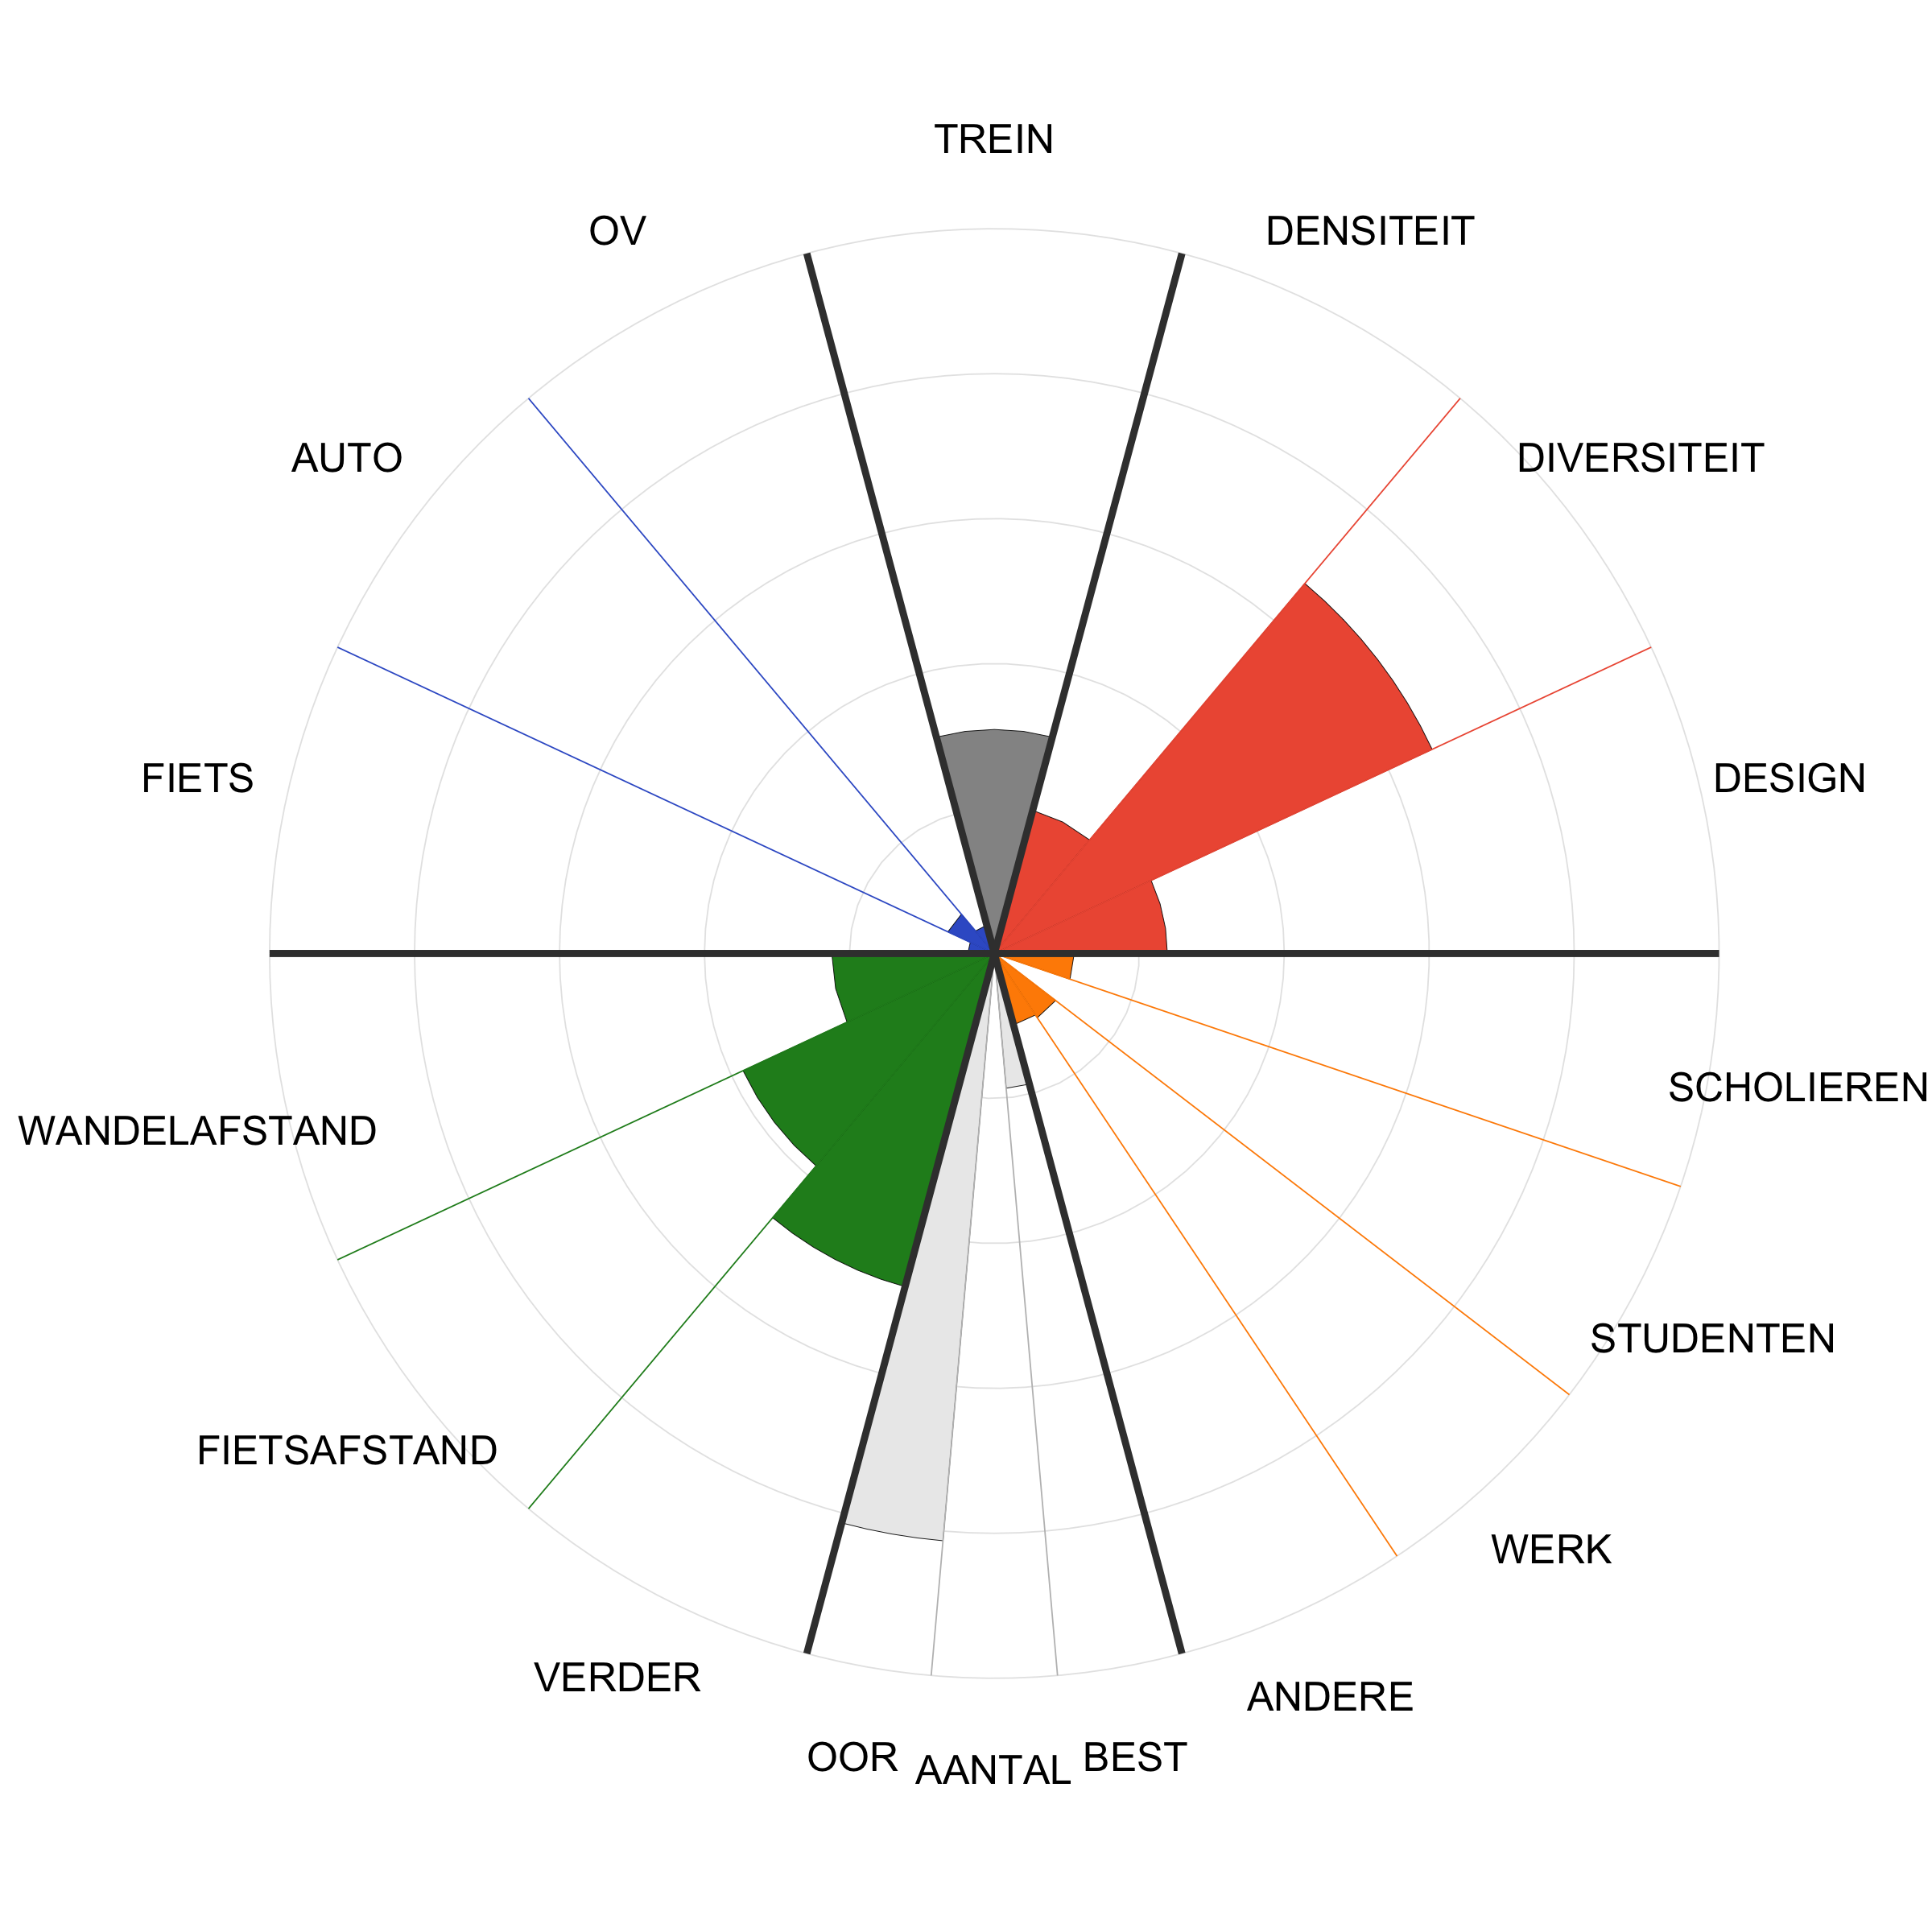 TREIN
OV
DENSITEIT
AUTO
DIVERSITEIT
FIETS
DESIGN
SCHOLIEREN
WANDELAFSTAND
STUDENTEN
FIETSAFSTAND
WERK
VERDER
ANDERE
OOR
AANTAL
BEST